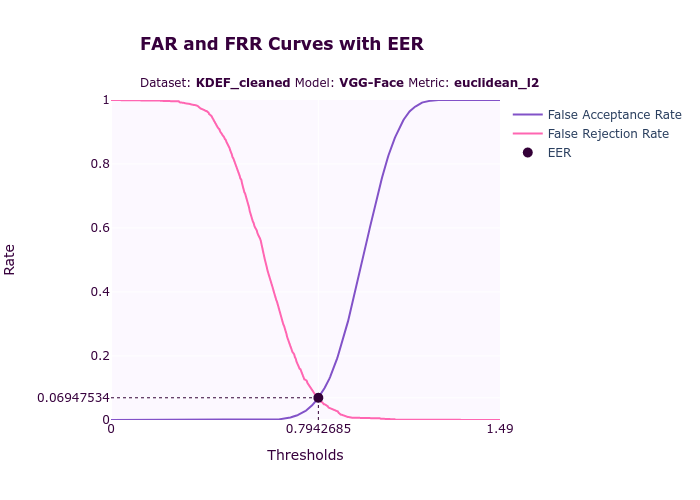 FAR and FRR Curves with EER
Dataset: KDEF_cleaned Model: VGG-Face Metric: euclidean_l2
1
0.8
0.6
0.4
0.2
0.06947534
0
Rate
0
0.7942685
1.49
Thresholds
False Acceptance Rate
False Rejection Rate
EER